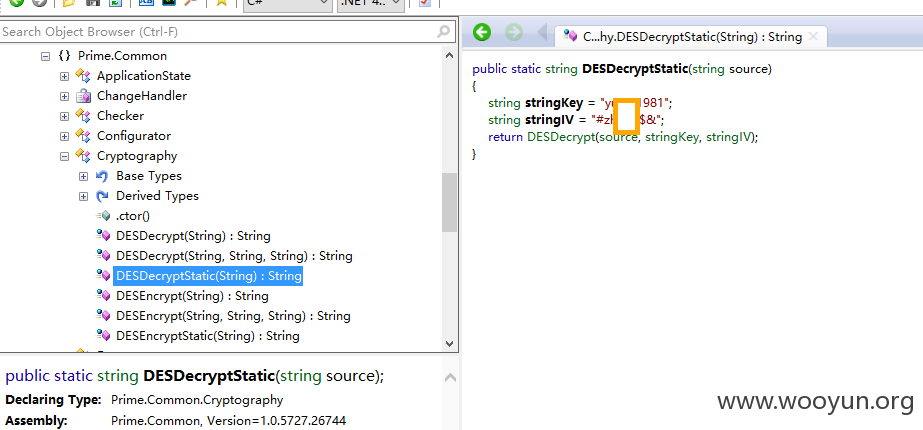 C#
.NET 4..
Search Object Browser (Ctrl-F)
Prime.Common
ApplicationState
ChangeHandler
Checker
Configurator
Cryptography
Base Types
Derived Types
.ctor()
DESDecrypt(String) : String
DESDecrypt(String, String, String) : String
DESDecryptStatic(String) : String
DESEncrypt(String) : String
DESEncrypt(String, String, String) : String
DESEncryptStatic(String) : String
public static string DESDecryptStatic(string source);
Declaring Type: Prime.Common.Cryptography
Assembly: Prime.Common, Version=1.0.5727.26744
C...hy.DESDecryptStatic(String) : String
public static string DESDecryptStatic(string source)
{
string stringKey = "y 1981";
string stringIV = "#z $&";
return DESDecrypt(source, stringKey, stringIV);
}
www.wooyun.org